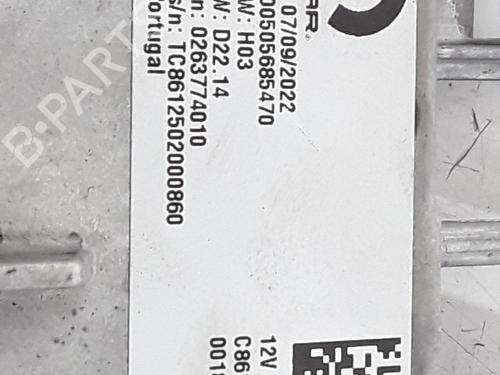 07/09/2022
00505685470
W: H03
W: D22.14
n: 0263774010
s/n: TC8612502000860
Portugal
12V
C86
001
B-PARTS